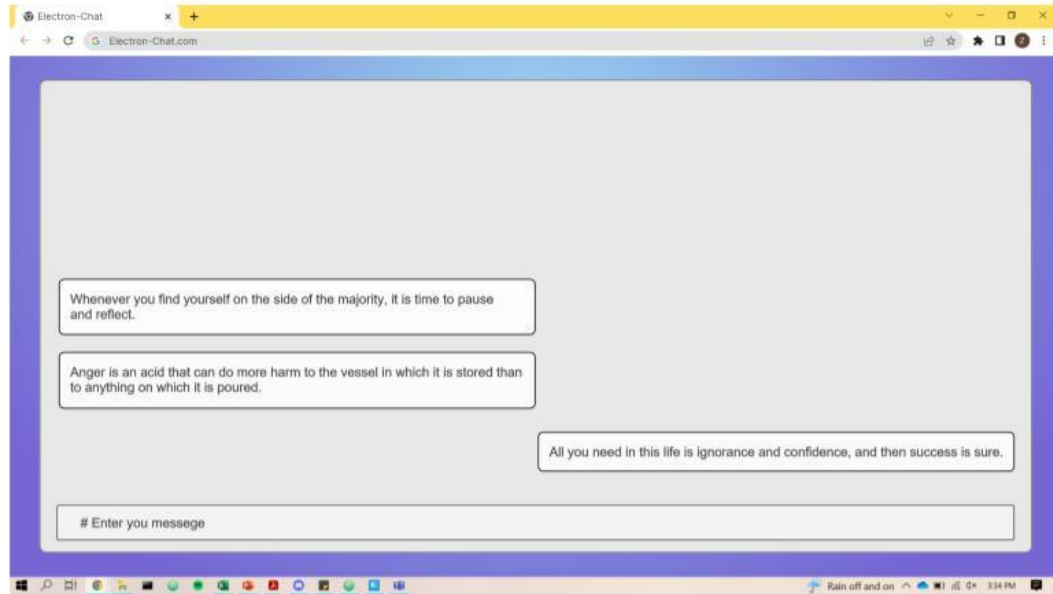 Electron-Chat
Electron-Chat.com
Whenever you find yourself on the side of the majority, it is time to pause
and reflect.
Anger is an acid that can do more harm to the vessel in which it is stored than
to anything on which it is poured.
All you need in this life is ignorance and confidence, and then success is sure.
# Enter you messege
Rain off and on
3:34 PM